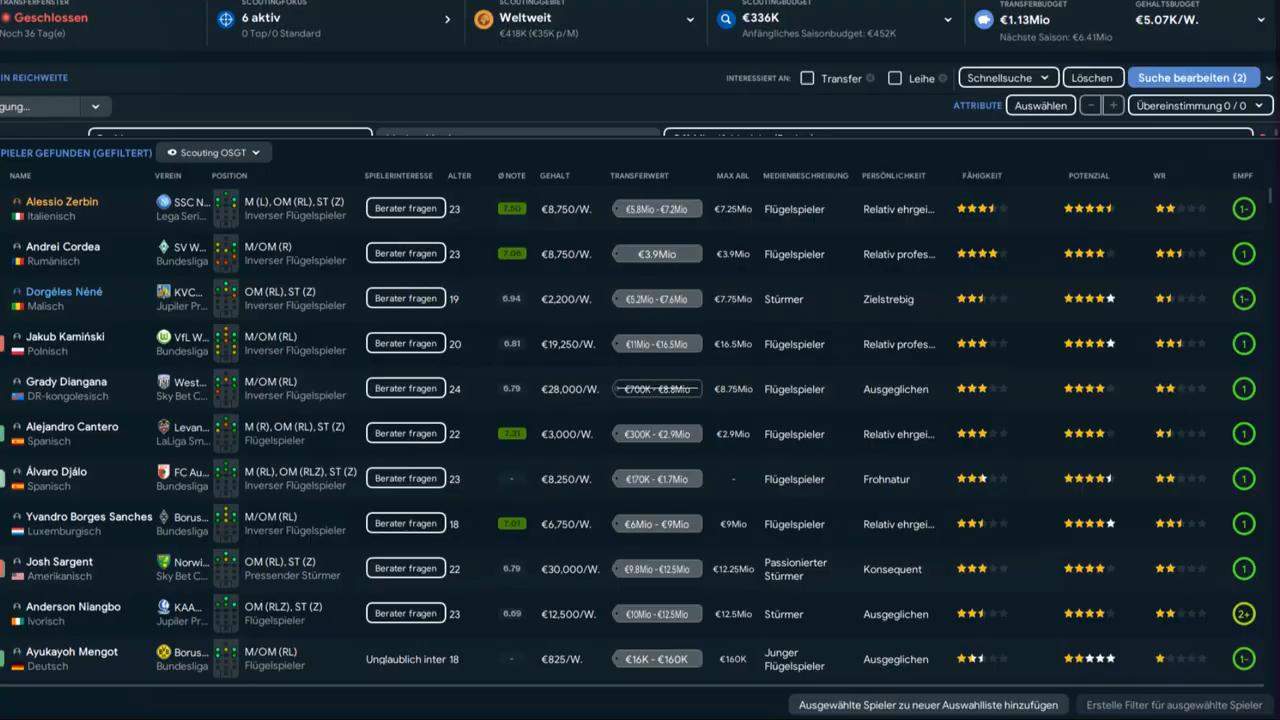 TRANSFERFENSTER
Geschlossen
Noch 36 Tag(e)
SCOUTINGFOKUS
6 aktiv
0 Top/0 Standard
SCOUTINGGEBIET
Weltweit
€418K (€35K p/M)
SCOUTINGBUDGET
€336K
Anfängliches Saisonbudget: €452K
TRANSFERBUDGET
€1.13Mio
Nächste Saison: €6.41Mio
GEHALTSBUDGET
€5.07K/W.
IN REICHWEITE
INTERESSIERT AN: Transfer Leihe Schnellsuche Löschen Suche bearbeiten (2)
gung...
ATTRIBUTE Auswählen - + Übereinstimmung 0 / 0
PIELER GEFUNDEN (GEFILTERT) Scouting OSGT
NAME VEREIN POSITION SPIELERINTERESSE ALTER Ø NOTE GEHALT TRANSFERWERT MAX ABL MEDIENBESCHREIBUNG PERSÖNLICHKEIT FÄHIGKEIT POTENZIAL WR EMPF
Alessio Zerbin SSC N... M (L), OM (RL), ST (Z) Berater fragen 23 7.50 €8,750/W. €5.8Mio - €7.2Mio €7.25Mio Flügelspieler Relativ ehrgei... 1-
Italienisch Lega Seri... Inverser Flügelspieler
Andrei Cordea SV W... M/OM (R) Berater fragen 23 7.06 €8,750/W. €3.9Mio €3.9Mio Flügelspieler Relativ profes... 1
Rumänisch Bundesliga Inverser Flügelspieler
Dorgèles Néné KVC... OM (RL), ST (Z) Berater fragen 19 6.94 €2,200/W. €5.2Mio - €7.6Mio €7.75Mio Stürmer Zielstrebig 1-
Malisch Jupiler Pr... Inverser Flügelspieler
Jakub Kamiński VfL W... M/OM (RL) Berater fragen 20 6.81 €19,250/W. €11Mio - €16.5Mio €16.5Mio Flügelspieler Relativ profes... 1
Polnisch Bundesliga Inverser Flügelspieler
Grady Diangana West... M/OM (RL) Berater fragen 24 6.79 €28,000/W. €700K - €8.8Mio €8.75Mio Flügelspieler Ausgeglichen 1
DR-kongolesisch Sky Bet C... Inverser Flügelspieler
Alejandro Cantero Levan... M (R), OM (RL), ST (Z) Berater fragen 22 7.31 €3,000/W. €300K - €2.9Mio €2.9Mio Flügelspieler Relativ ehrgei... 1
Spanisch LaLiga Sm... Flügelspieler
Álvaro Djálo FC Au... M (RL), OM (RLZ), ST (Z) Berater fragen 23 - €8,250/W. €170K - €1.7Mio - Flügelspieler Frohnatur 1
Spanisch Bundesliga Inverser Flügelspieler
Yvandro Borges Sanches Borus... M/OM (RL) Berater fragen 18 7.01 €6,750/W. €6Mio - €9Mio €9Mio Flügelspieler Relativ ehrgei... 1
Luxemburgisch Bundesliga Inverser Flügelspieler
Josh Sargent Norwi... OM (RL), ST (Z) Berater fragen 22 6.79 €30,000/W. €9.8Mio - €12.5Mio €12.25Mio Passionierter Stürmer Konsequent 1
Amerikanisch Sky Bet C... Pressender Stürmer
Anderson Niangbo KAA... OM (RLZ), ST (Z) Berater fragen 23 6.69 €12,500/W. €10Mio - €12.5Mio €12.5Mio Stürmer Ausgeglichen 2+
Ivorisch Jupiler Pr... Flügelspieler
Ayukayoh Mengot Borus... M/OM (RL) Unglaublich inter 18 - €825/W. €16K - €160K €160K Junger Flügelspieler Ausgeglichen 1-
Deutsch Bundesliga Flügelspieler
Ausgewählte Spieler zu neuer Auswahlliste hinzufügen Erstelle Filter für ausgewählte Spieler